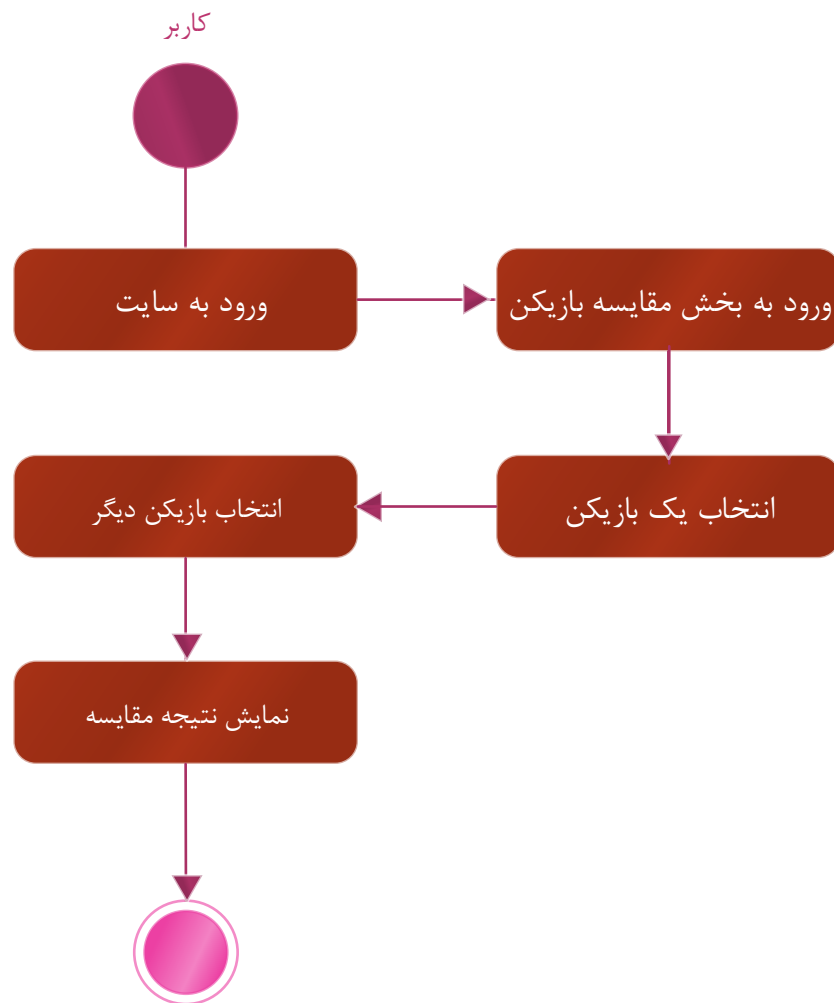 کاربر
ورود به سایت
ورود به بخش مقایسه بازیکن
انتخاب یک بازیکن
انتخاب بازیکن دیگر
نمایش نتیجه مقایسه